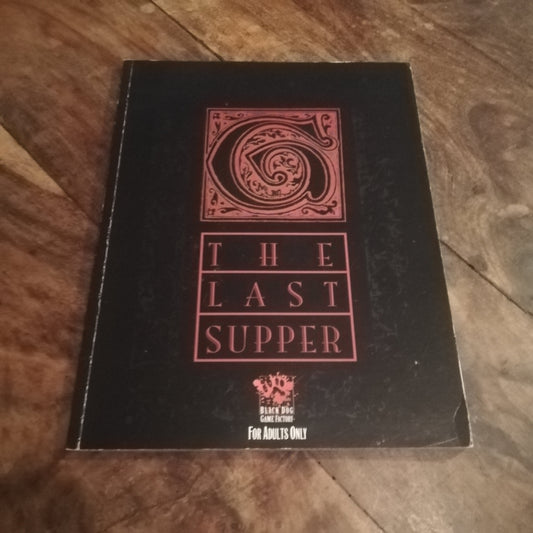 G
THE
LAST
SUPPER
BLACK DOG
GAME FACTORY
FOR ADULTS ONLY